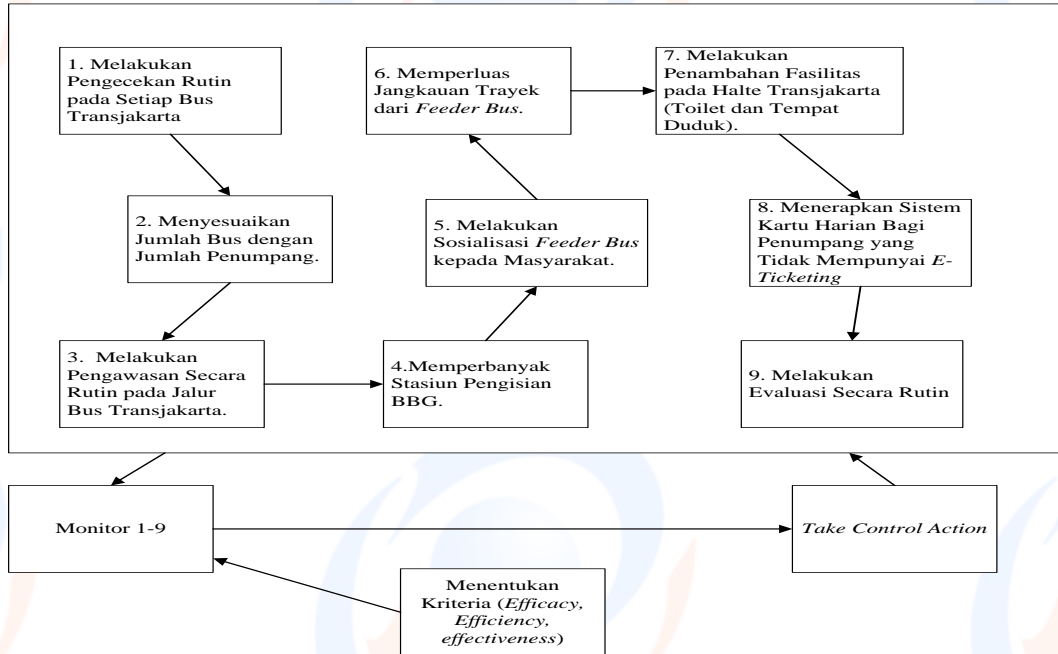 1. Melakukan
Pengecekan Rutin
pada Setiap Bus
Transjakarta
2. Menyesuaikan
Jumlah Bus dengan
Jumlah Penumpang.
3. Melakukan
Pengawasan Secara
Rutin pada Jalur
Bus Transjakarta.
4.Memperbanyak
Stasiun Pengisian
BBG.
5. Melakukan
Sosialisasi Feeder Bus
kepada Masyarakat.
6. Memperluas
Jangkauan Trayek
dari Feeder Bus.
7. Melakukan
Penambahan Fasilitas
pada Halte Transjakarta
(Toilet dan Tempat
Duduk).
8. Menerapkan Sistem
Kartu Harian Bagi
Penumpang yang
Tidak Mempunyai E-
Ticketing
9. Melakukan
Evaluasi Secara Rutin
Monitor 1-9
Take Control Action
Menentukan
Kriteria (Efficacy,
Efficiency,
effectiveness)